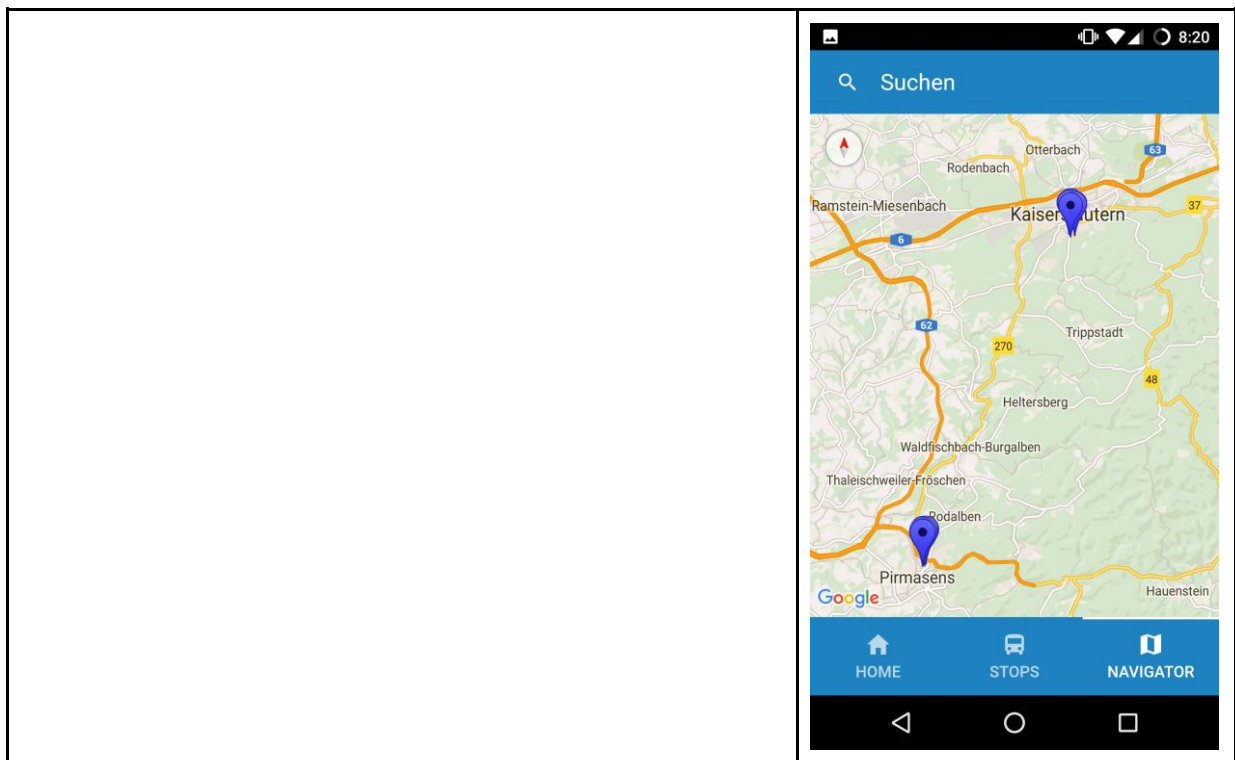 8:20
Suchen
Otterbach
63
Rodenbach
Ramstein-Miesenbach
37
6
62
Trippstadt
270
48
Heltersberg
Waldfischbach-Burgalben
Thaleischweiler-Fröschen
Rodalben
Pirmasens
Google
Hauenstein
HOME
STOPS
NAVIGATOR